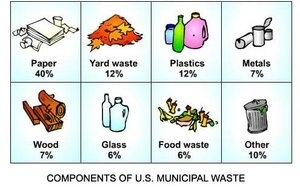 Paper Yard waste Plastics Metals
40% 12% 12% 7%
Wood Glass Food waste Other
7% 6% 6% 10%
COMPONENTS OF U.S. MUNICIPAL WASTE